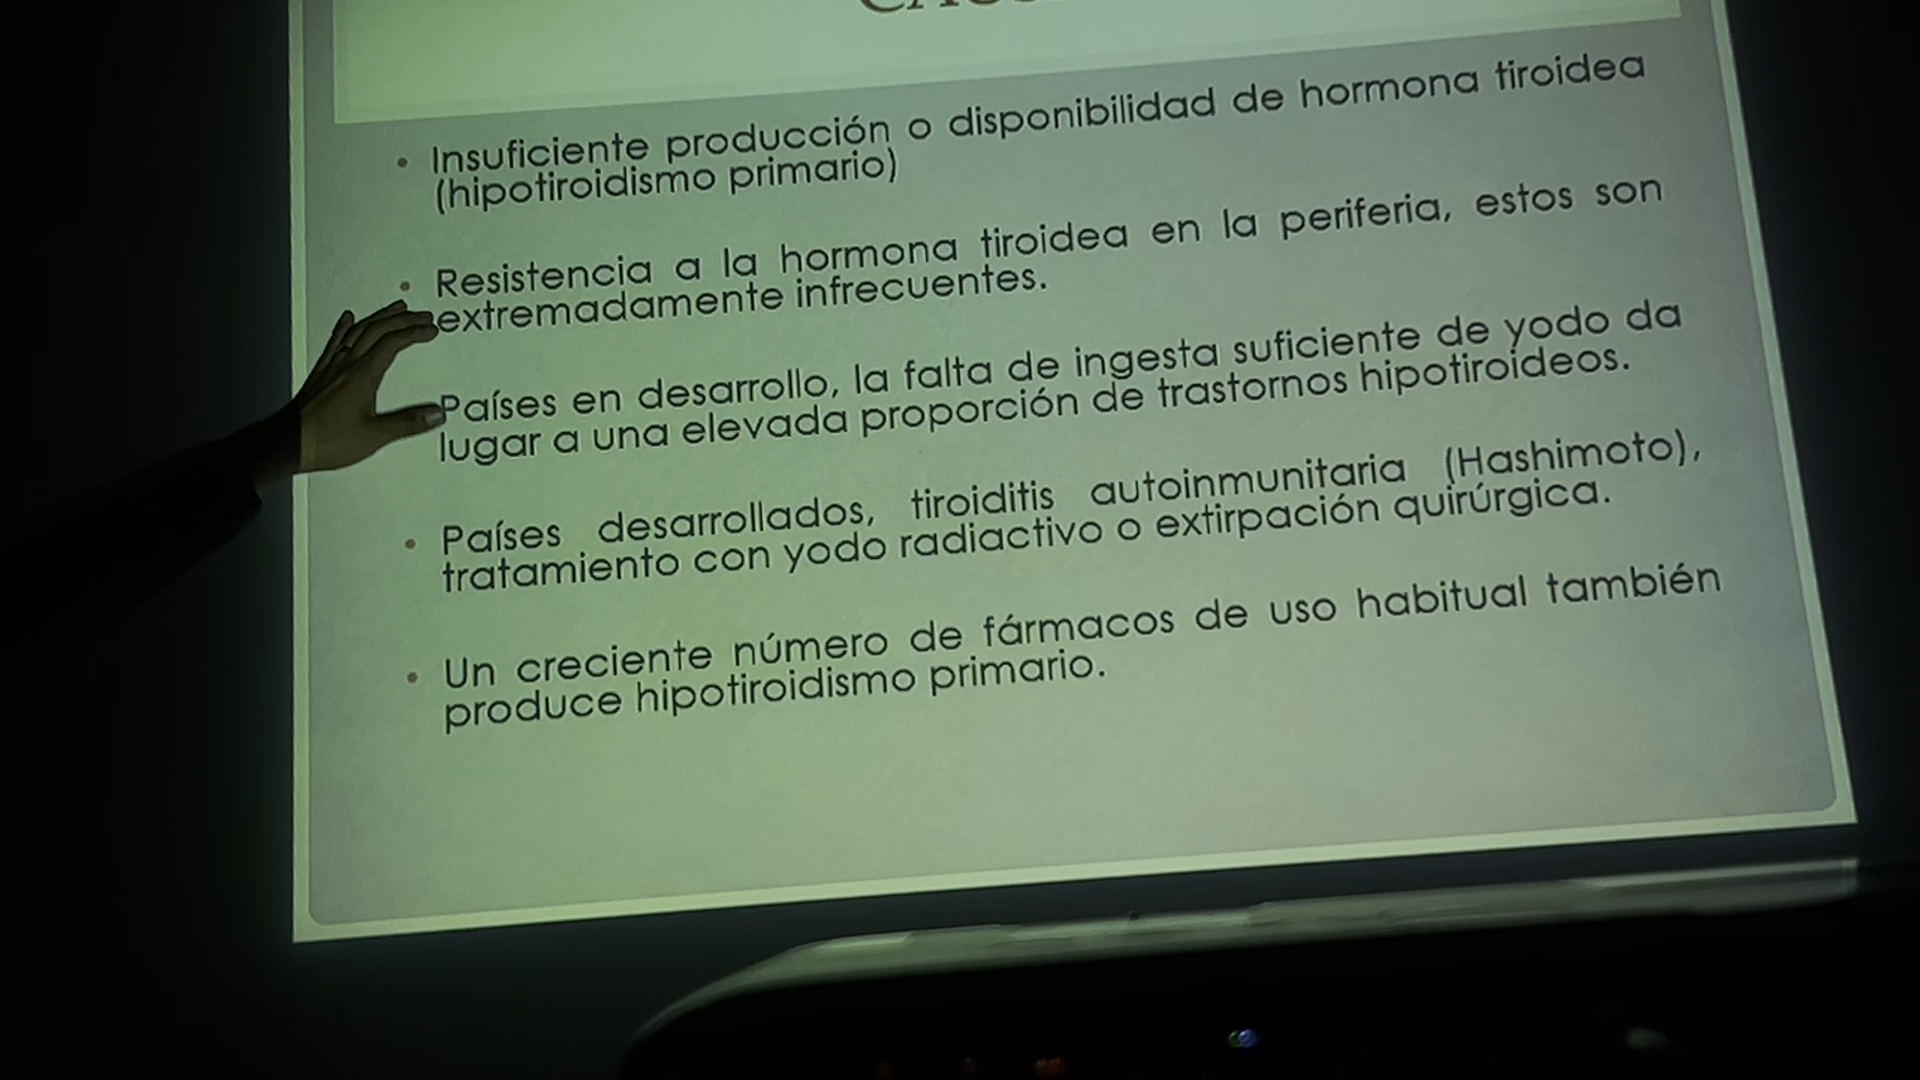 • Insuficiente producción o disponibilidad de hormona tiroidea
(hipotiroidismo primario)
• Resistencia a la hormona tiroidea en la periferia, estos son
extremadamente infrecuentes.
Países en desarrollo, la falta de ingesta suficiente de yodo da
lugar a una elevada proporción de trastornos hipotiroideos.
• Países desarrollados, tiroiditis autoinmunitaria (Hashimoto),
tratamiento con yodo radiactivo o extirpación quirúrgica.
• Un creciente número de fármacos de uso habitual también
produce hipotiroidismo primario.